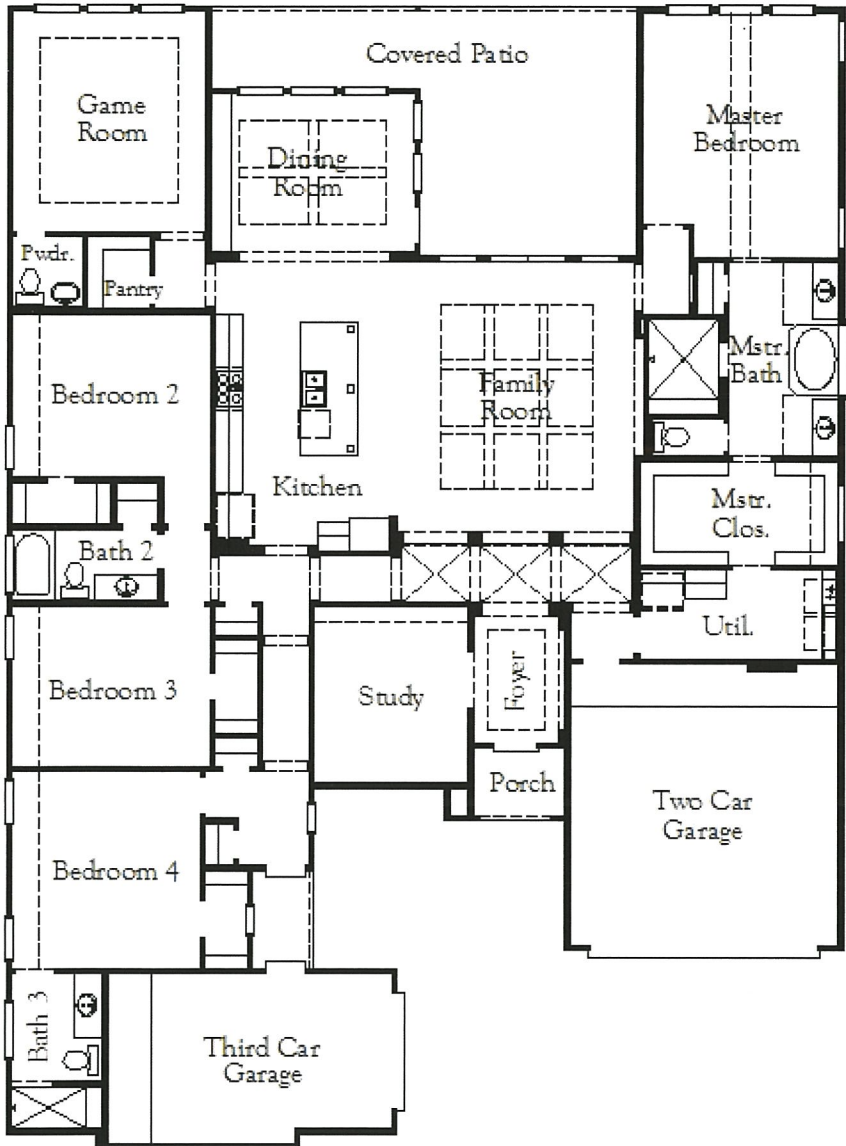 Covered Patio
Game
Room
Master
Bedroom
Dining
Room
Pwdr.
Pantry
Mstr.
Bath
Family
Room
Bedroom 2
Kitchen
Mstr.
Clos.
Bath 2
Util.
Bedroom 3
Study
Foyer
Porch
Two Car
Garage
Bedroom 4
Bath 3
Third Car
Garage